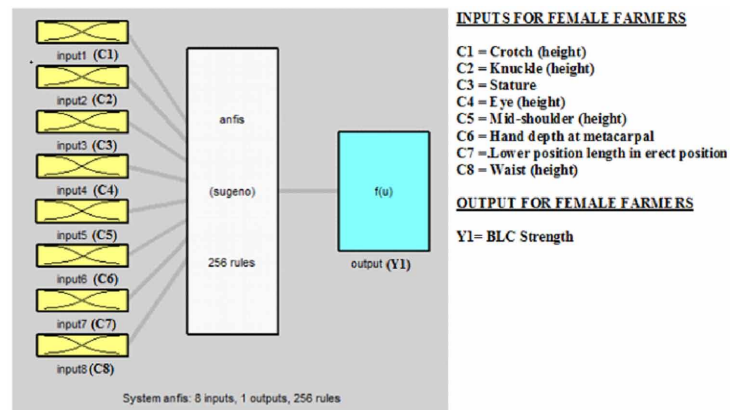 input1 (C1)
input2 (C2)
input3 (C3)
input4 (C4)
input5 (C5)
input6 (C6)
input7 (C7)
input8 (C8)
anfis
(sugeno)
256 rules
f(u)
output (Y1)
System anfis: 8 inputs, 1 outputs, 256 rules
INPUTS FOR FEMALE FARMERS
C1 = Crotch (height)
C2 = Knuckle (height)
C3 = Stature
C4 = Eye (height)
C5 = Mid-shoulder (height)
C6 = Hand depth at metacarpal
C7 =.Lower position length in erect position
C8 = Waist (height)
OUTPUT FOR FEMALE FARMERS
Y1= BLC Strength